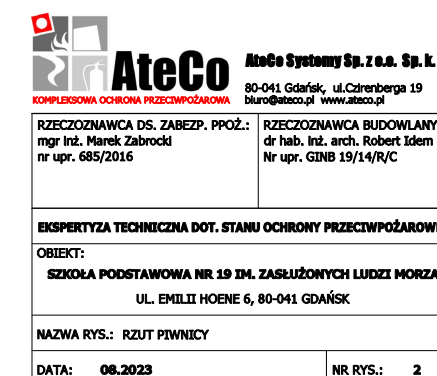 AteCo
KOMPLEKSOWA OCHRONA PRZECIWPOŻAROWA
AteCo Systemy Sp. z o.o. Sp. k.
80-041 Gdańsk, ul.Czirenberga 19
biuro@ateco.pl www.ateco.pl
RZECZOZNAWCA DS. ZABEZP. PPOŻ.:
mgr inż. Marek Zabrocki
nr upr. 685/2016
RZECZOZNAWCA BUDOWLANY
dr hab. inż. arch. Robert Idem
Nr upr. GINB 19/14/R/C
EKSPERTYZA TECHNICZNA DOT. STANU OCHRONY PRZECIWPOŻAROWE
OBIEKT:
SZKOŁA PODSTAWOWA NR 19 IM. ZASŁUŻONYCH LUDZI MORZA
UL. EMILII HOENE 6, 80-041 GDAŃSK
NAZWA RYS.: RZUT PIWNICY
DATA: 08.2023
NR RYS.: 2